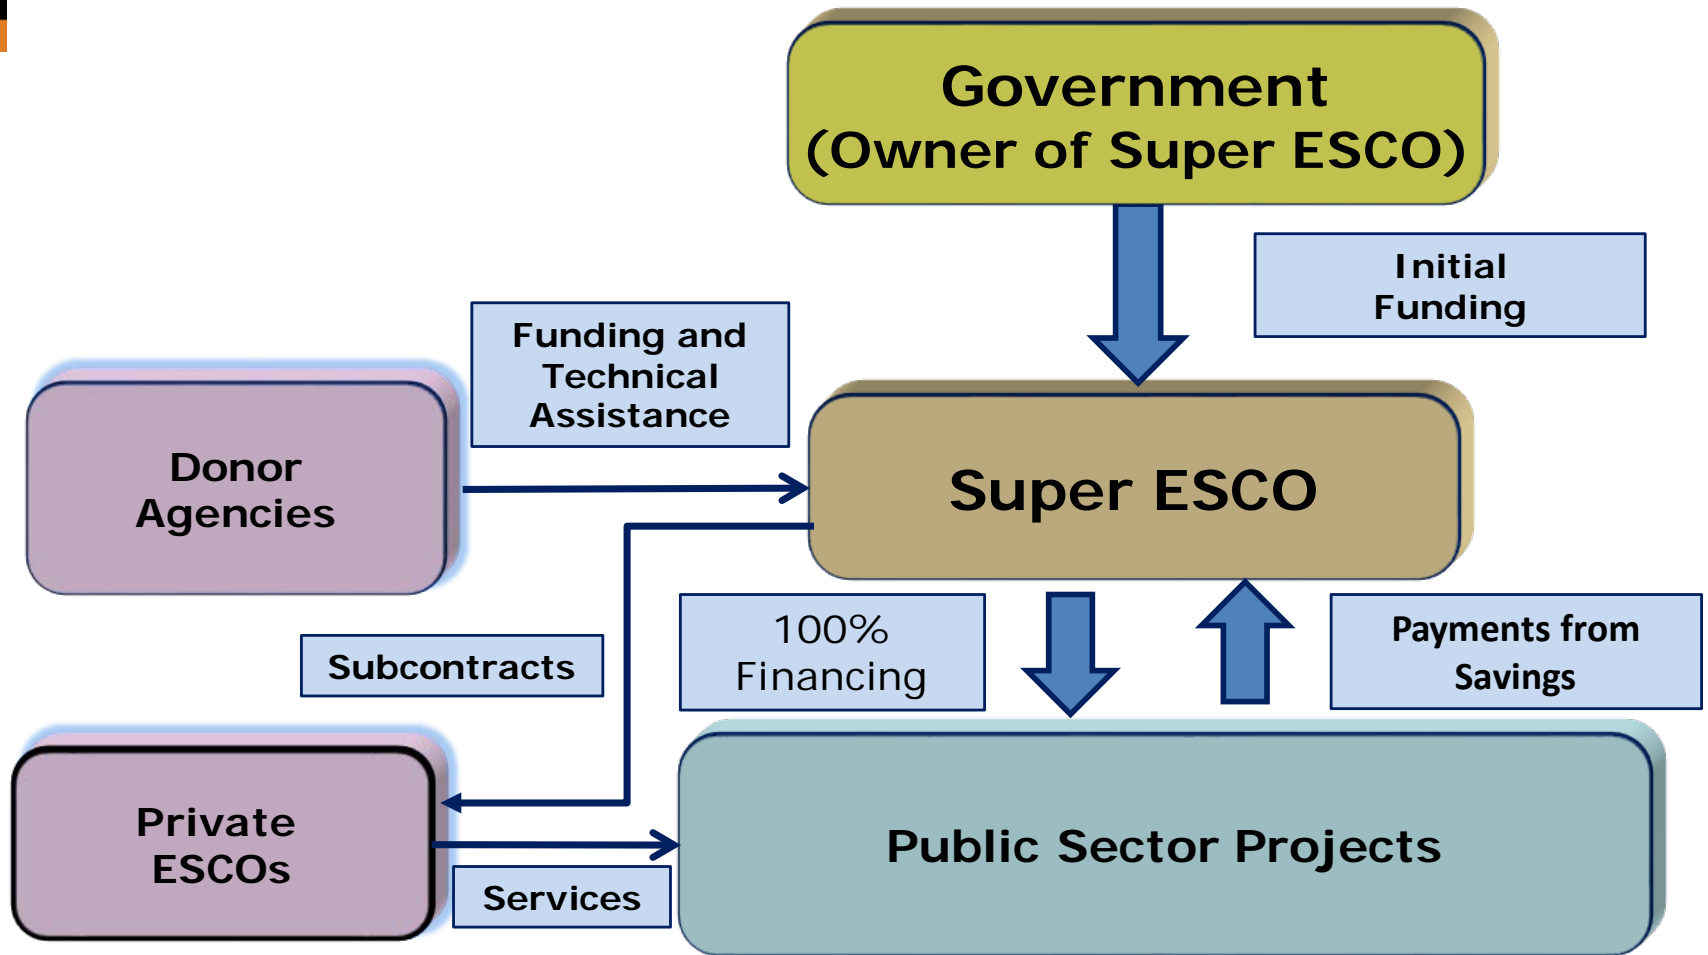 Government
(Owner of Super ESCO)
Initial
Funding
Funding and
Technical
Assistance
Donor
Agencies
Super ESCO
Subcontracts
100%
Financing
Payments from
Savings
Private
ESCOs
Services
Public Sector Projects